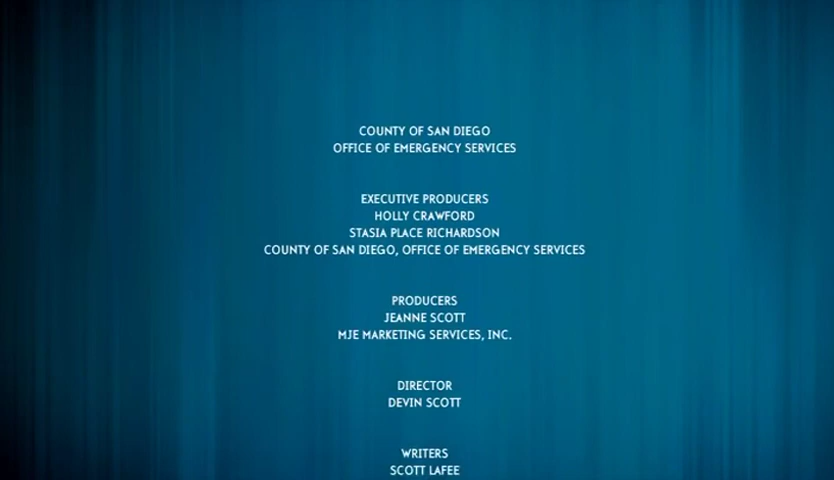 COUNTY OF SAN DIEGO
OFFICE OF EMERGENCY SERVICES
EXECUTIVE PRODUCERS
HOLLY CRAWFORD
STASIA PLACE RICHARDSON
COUNTY OF SAN DIEGO, OFFICE OF EMERGENCY SERVICES
PRODUCERS
JEANNE SCOTT
MJE MARKETING SERVICES, INC.
DIRECTOR
DEVIN SCOTT
WRITERS
SCOTT LAFEE